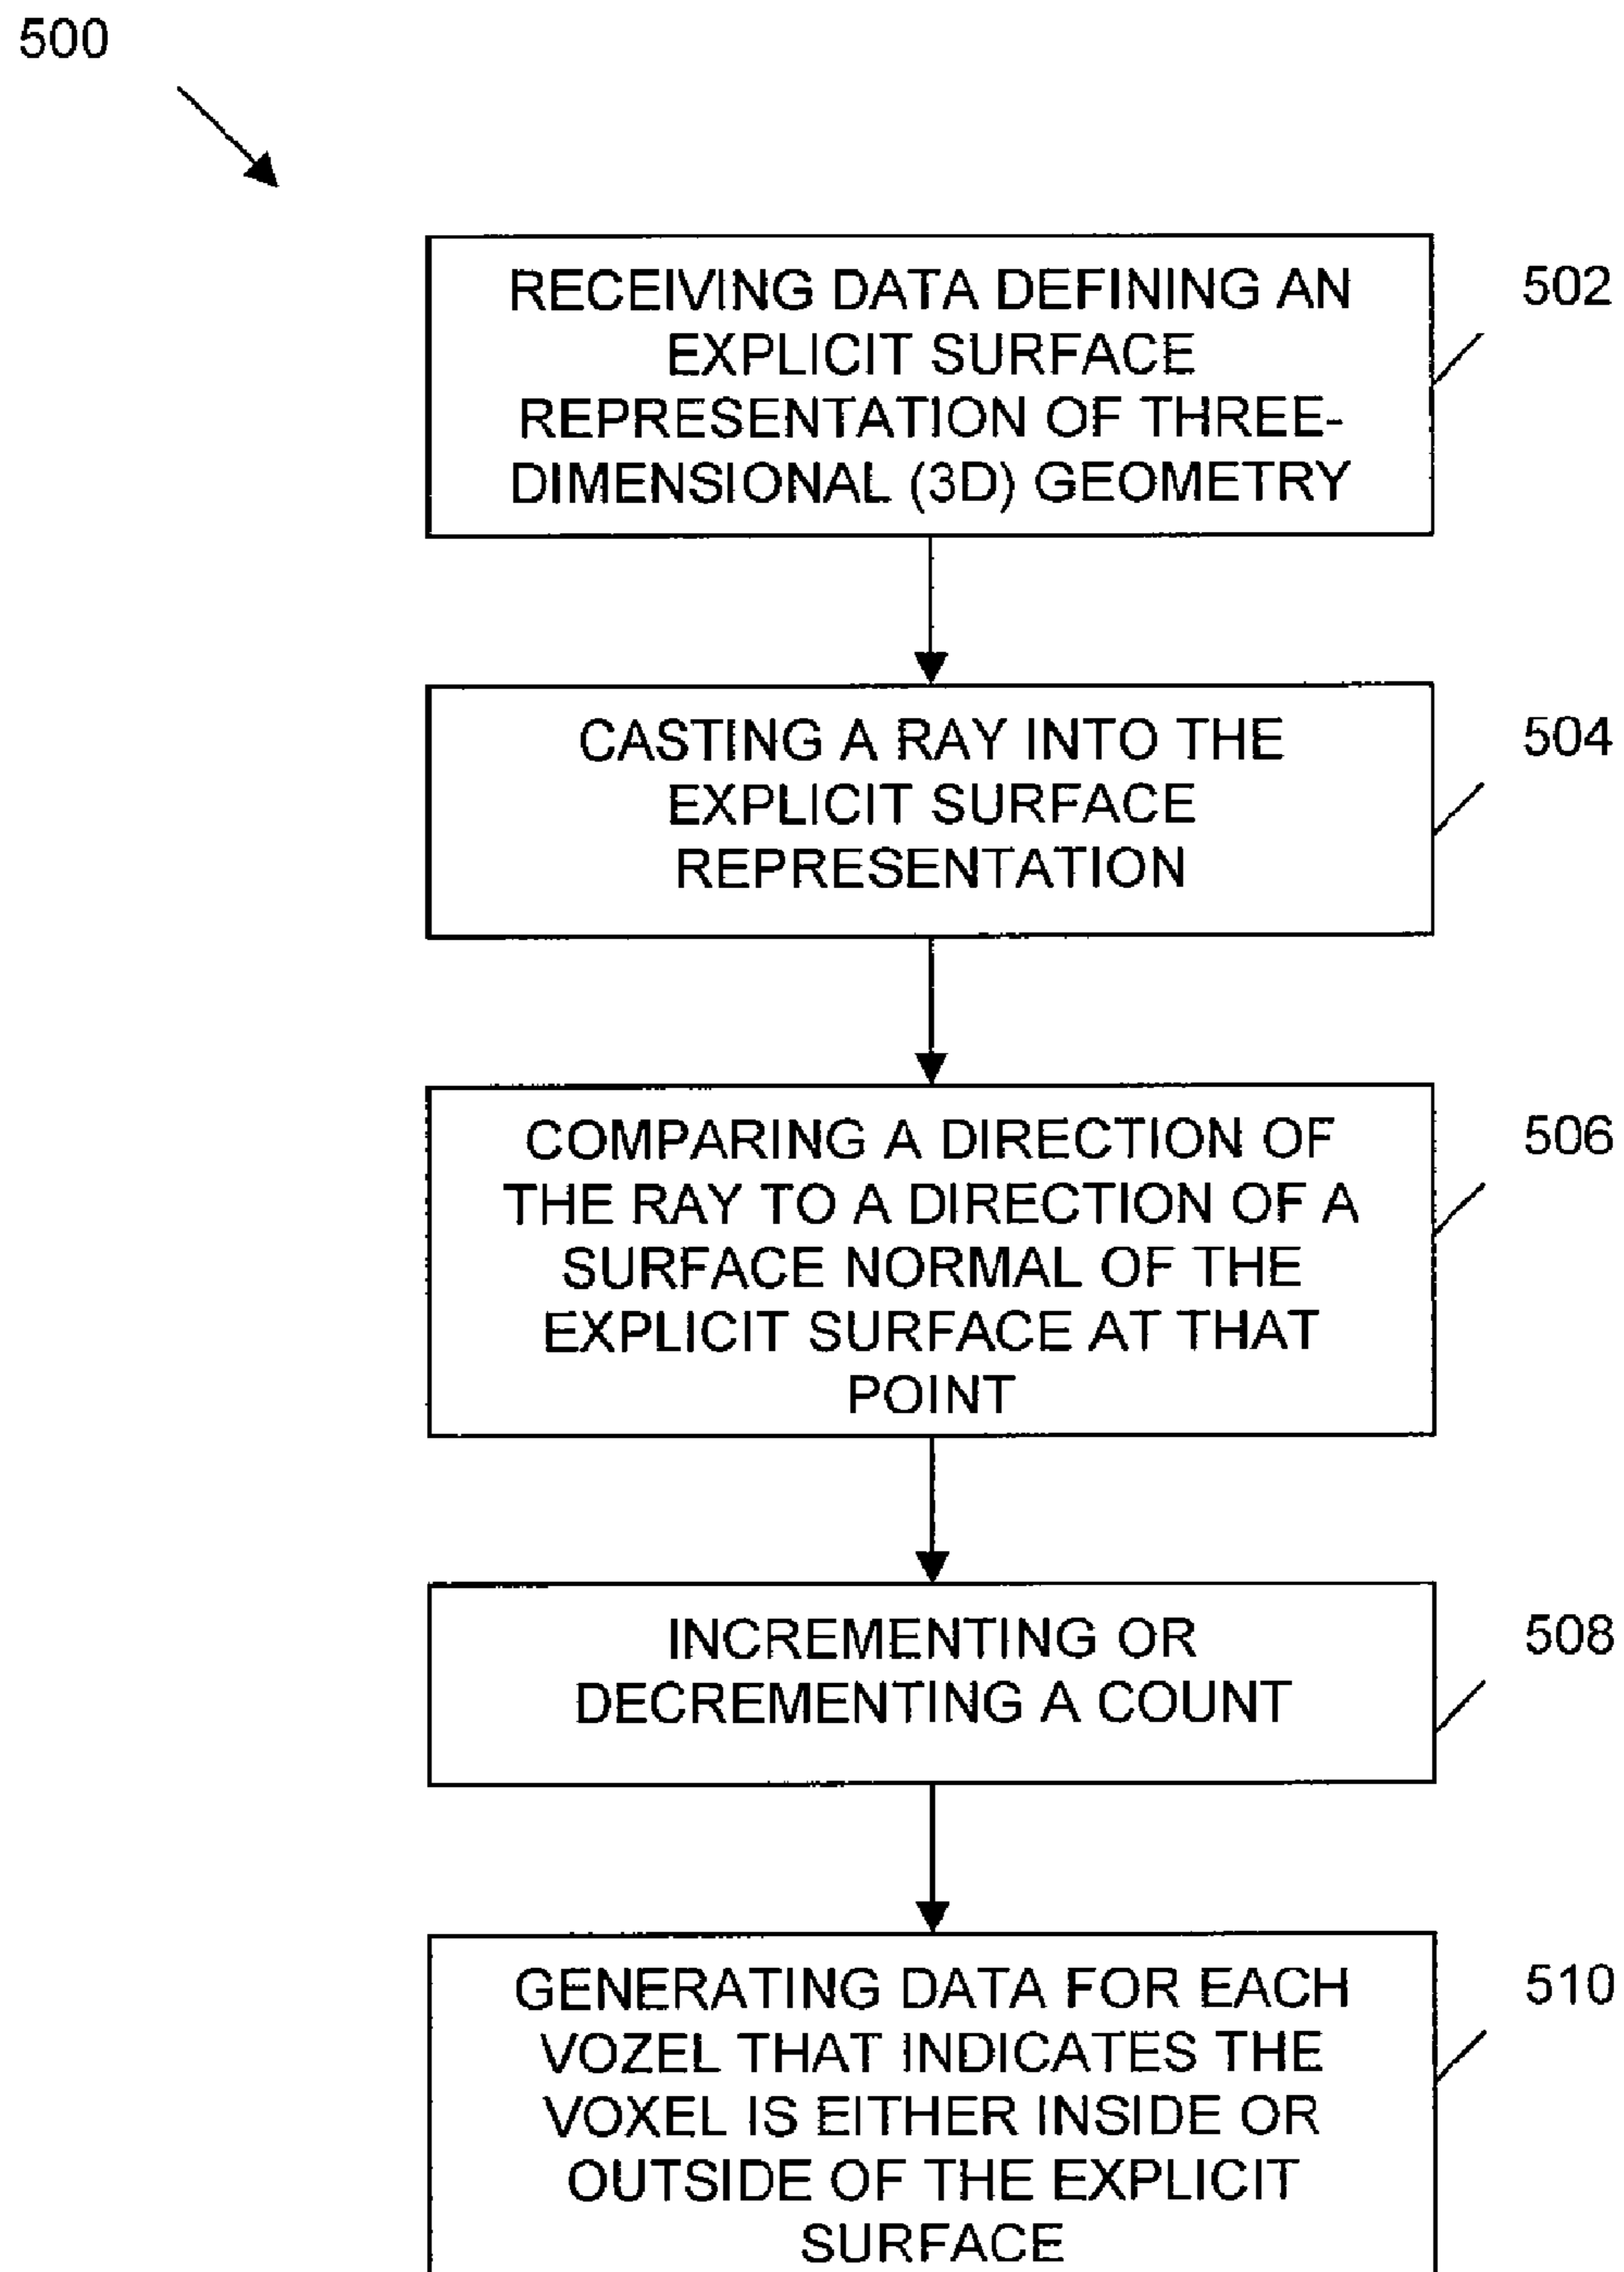 500
RECEIVING DATA DEFINING AN
EXPLICIT SURFACE
REPRESENTATION OF THREE-
DIMENSIONAL (3D) GEOMETRY
502
CASTING A RAY INTO THE
EXPLICIT SURFACE
REPRESENTATION
504
COMPARING A DIRECTION OF
THE RAY TO A DIRECTION OF A
SURFACE NORMAL OF THE
EXPLICIT SURFACE AT THAT
POINT
506
INCREMENTING OR
DECREMENTING A COUNT
508
GENERATING DATA FOR EACH
VOZEL THAT INDICATES THE
VOXEL IS EITHER INSIDE OR
OUTSIDE OF THE EXPLICIT
SURFACE
510